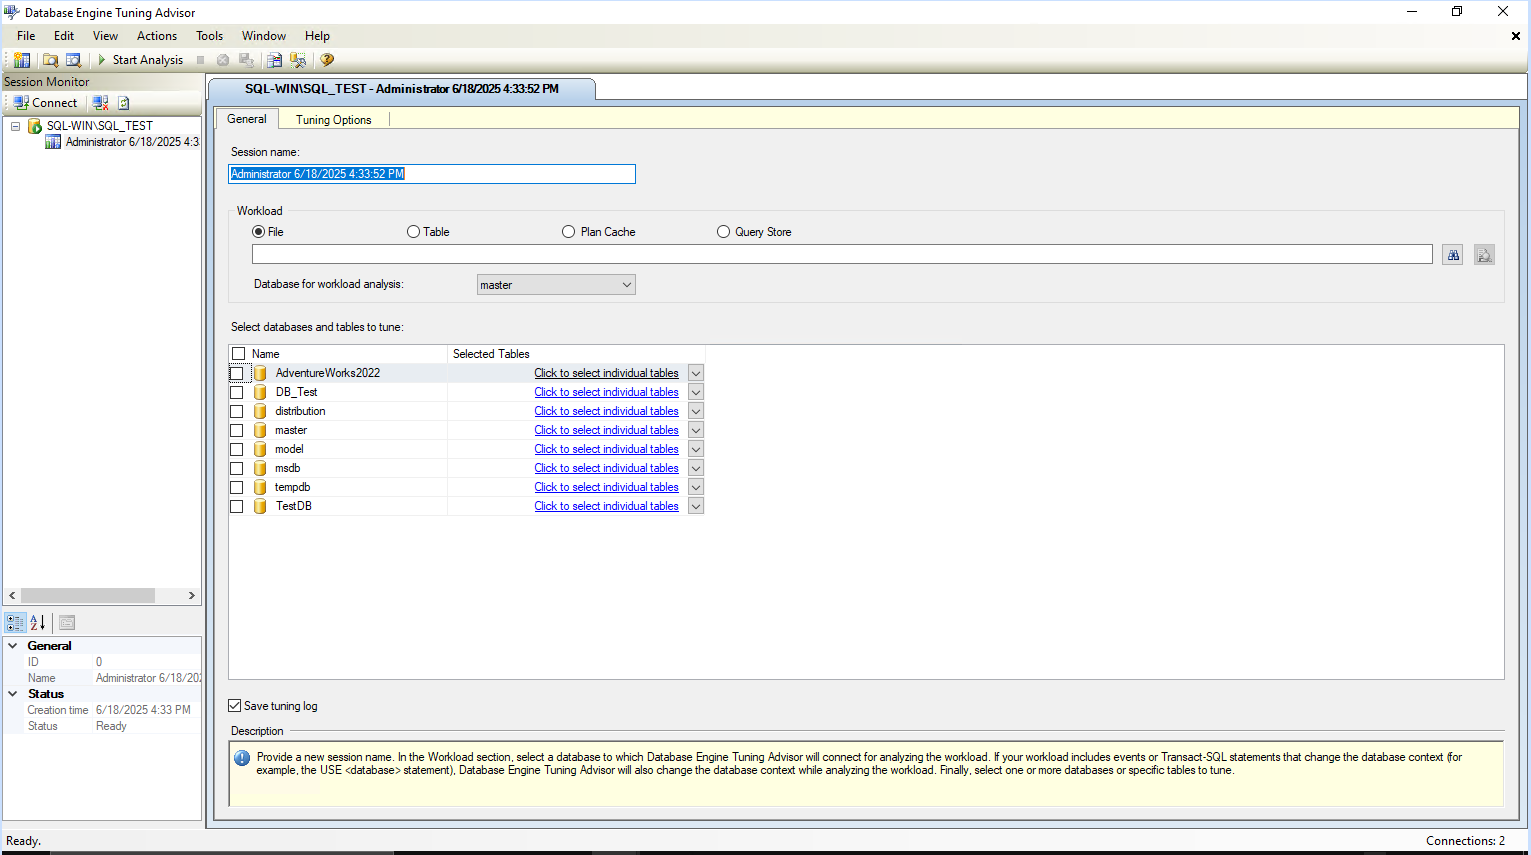 Database Engine Tuning Advisor
File Edit View Actions Tools Window Help
Start Analysis
Session Monitor
Connect
SQL-WIN\SQL_TEST
Administrator 6/18/2025 4:3
SQL-WIN\SQL_TEST - Administrator 6/18/2025 4:33:52 PM
General Tuning Options
Session name:
Administrator 6/18/2025 4:33:52 PM
Workload
File Table Plan Cache Query Store
Database for workload analysis: master
Select databases and tables to tune:
Name Selected Tables
AdventureWorks2022 Click to select individual tables
DB_Test Click to select individual tables
distribution Click to select individual tables
master Click to select individual tables
model Click to select individual tables
msdb Click to select individual tables
tempdb Click to select individual tables
TestDB Click to select individual tables
General
ID 0
Name Administrator 6/18/202
Status
Creation time 6/18/2025 4:33 PM
Status Ready
Save tuning log
Description
Provide a new session name. In the Workload section, select a database to which Database Engine Tuning Advisor will connect for analyzing the workload. If your workload includes events or Transact-SQL statements that change the database context (for
example, the USE <database> statement), Database Engine Tuning Advisor will also change the database context while analyzing the workload. Finally, select one or more databases or specific tables to tune.
Ready.
Connections: 2